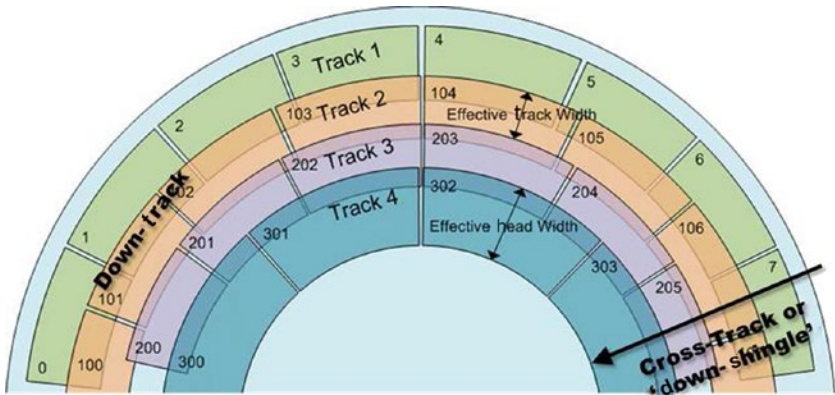 3
Track 1
4
2
103
Track 2
104
5
Effective track Width
105
02
202
Track 3
203
6
1
Down-track
201
301
Track 4
302
204
106
Effective head Width
303
7
101
205
0
100
200
300
Cross-Track or
'down-shingle'